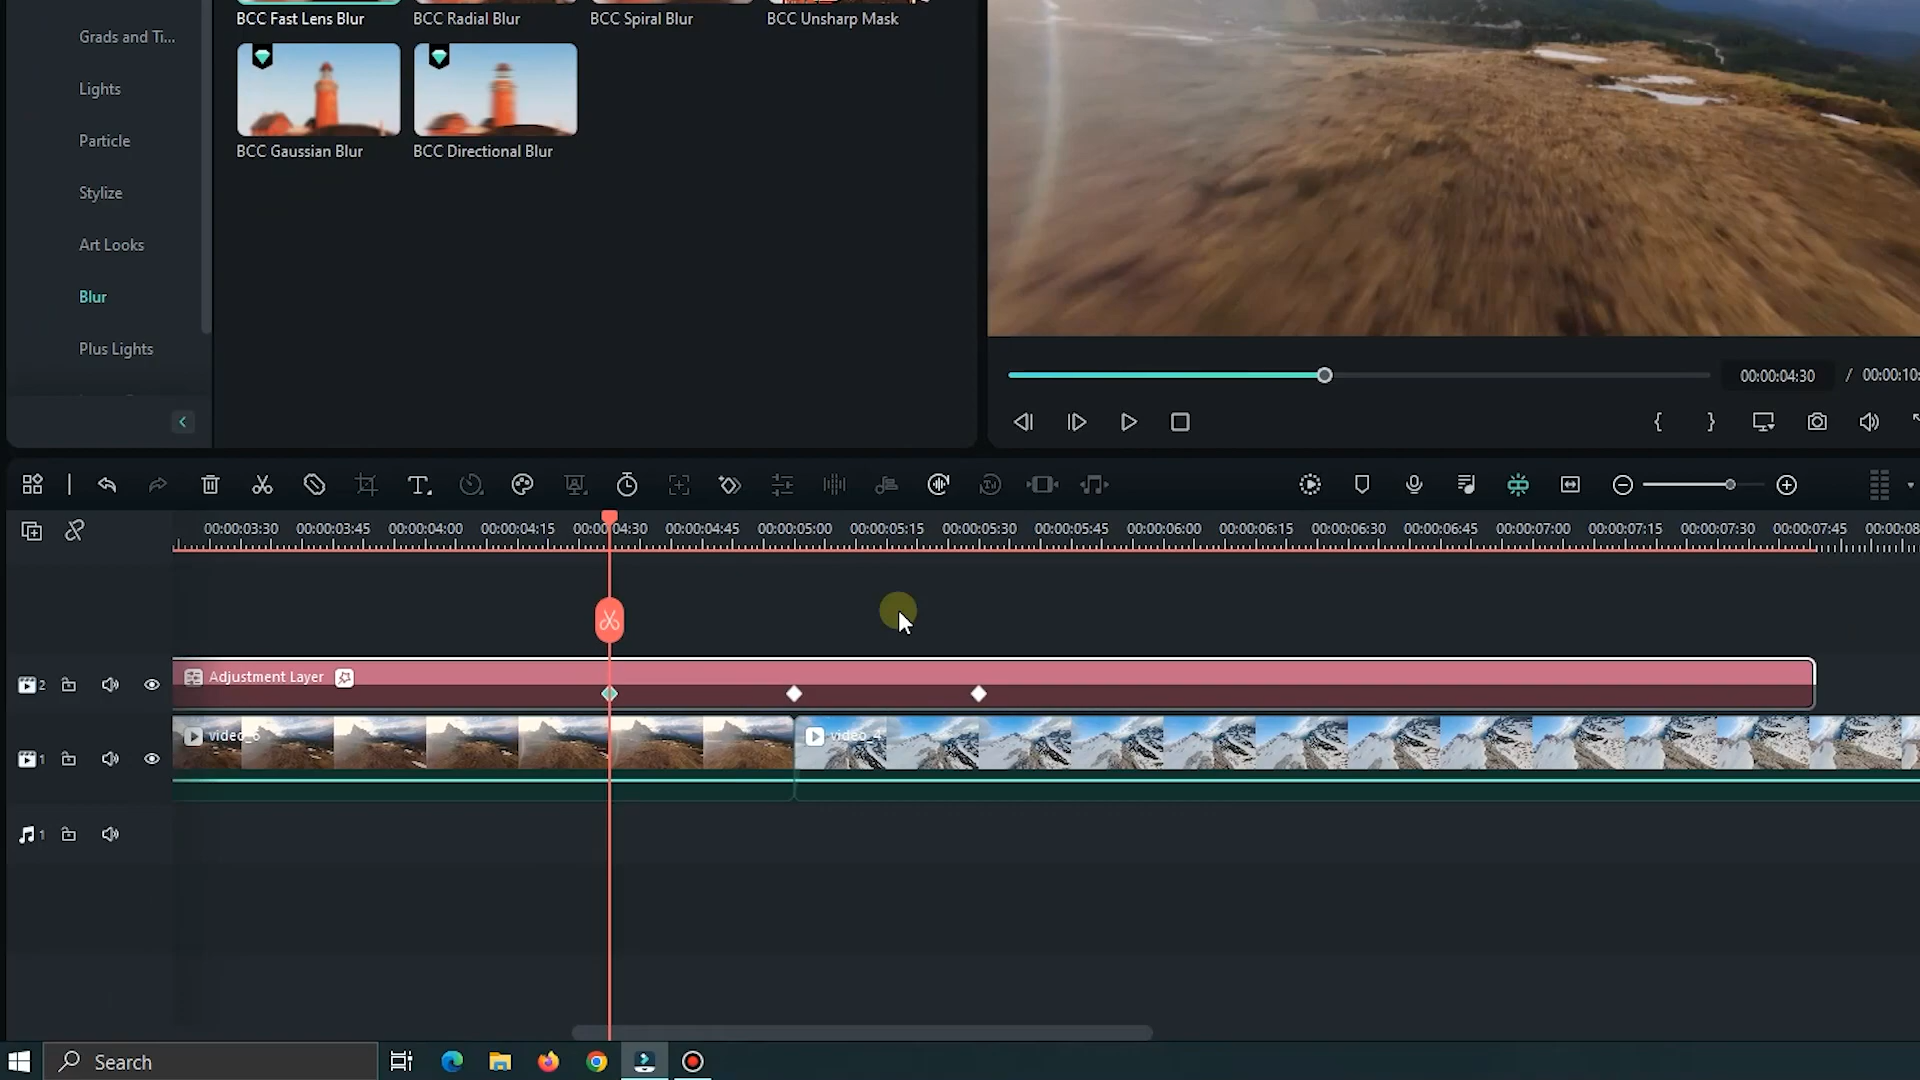 BCC Fast Lens Blur
BCC Radial Blur
BCC Spiral Blur
BCC Unsharp Mask
Grads and Ti...
Lights
Particle
Stylize
Art Looks
Blur
Plus Lights
BCC Gaussian Blur
BCC Directional Blur
00:00:04:30 / 00:00:10:
00:00:03:30 00:00:03:45 00:00:04:00 00:00:04:15 00:00:04:30 00:00:04:45 00:00:05:00 00:00:05:15 00:00:05:30 00:00:05:45 00:00:06:00 00:00:06:15 00:00:06:30 00:00:06:45 00:00:07:00 00:00:07:15 00:00:07:30 00:00:07:45 00:00:08
2
Adjustment Layer
1
video_6
video_4
1
Search